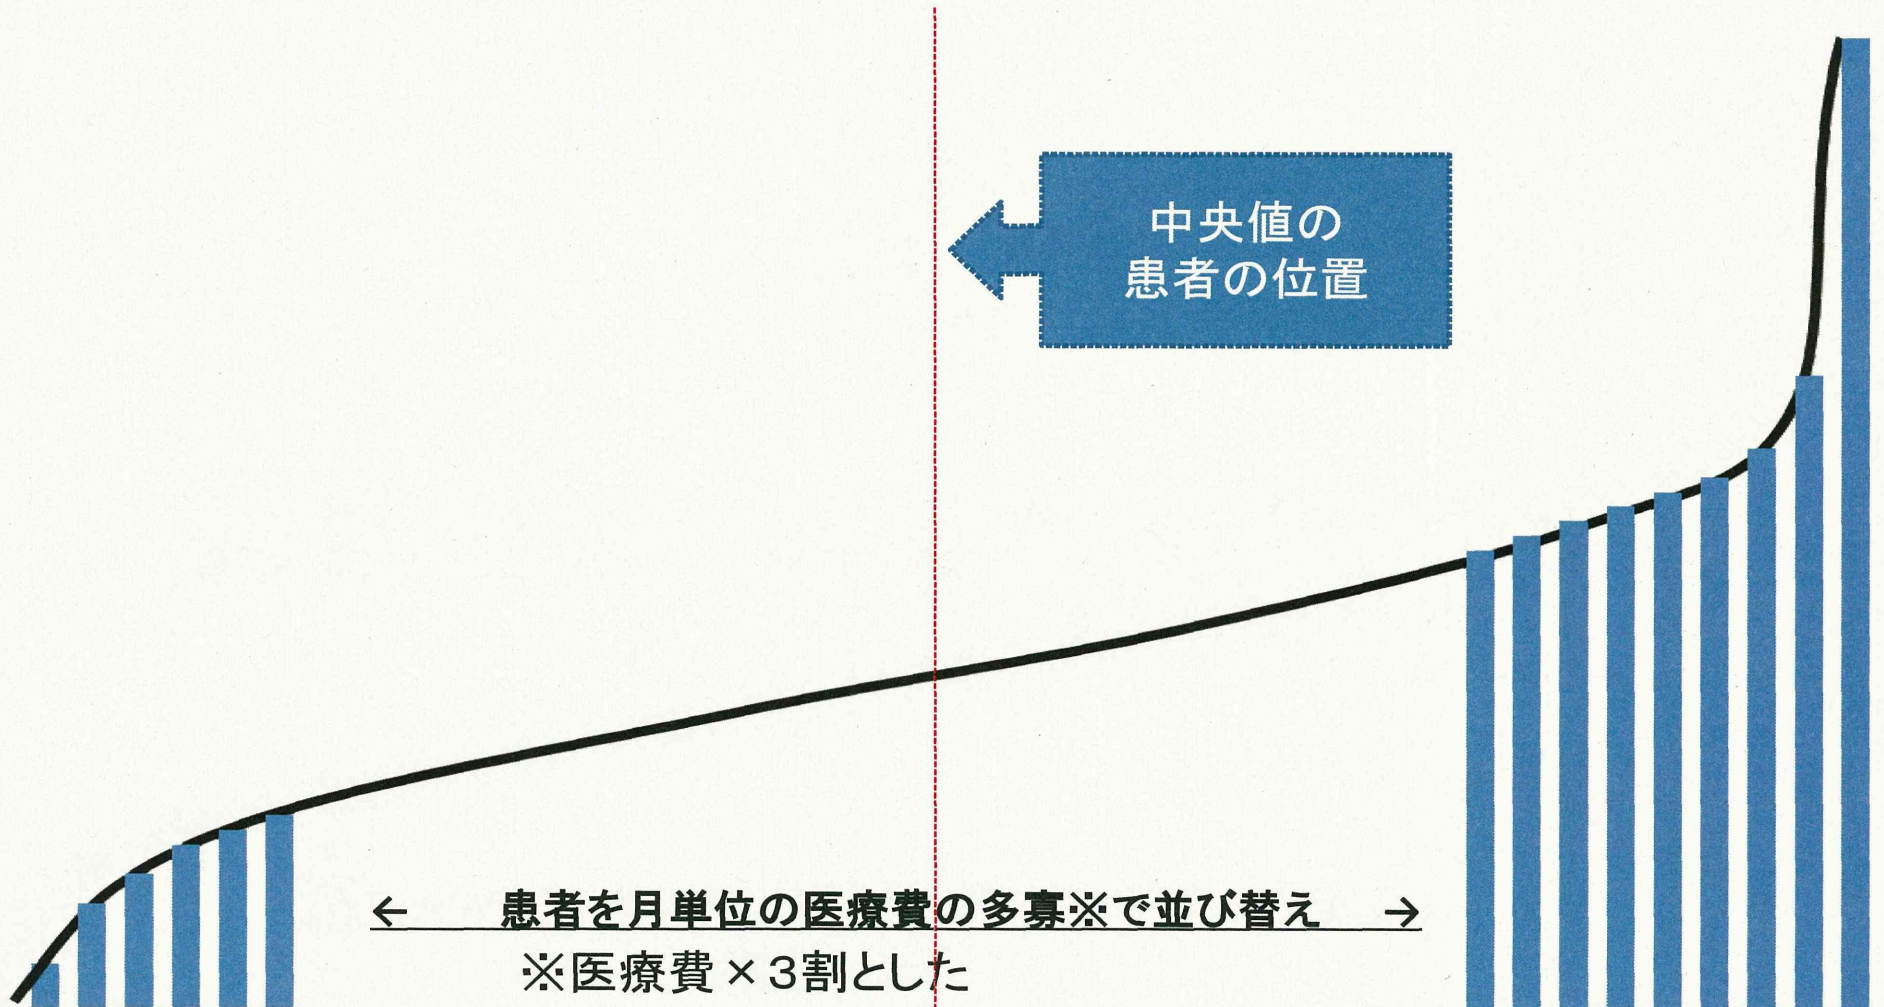 中央値の
患者の位置
← 患者を月単位の医療費の多寡※で並び替え →
※医療費×3割とした